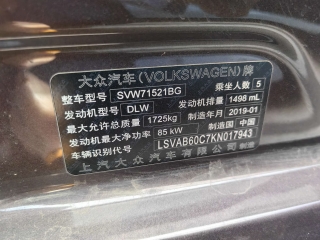 大众汽车(VOLKSWAGEN)牌
整车型号 SVW71521BG 乘坐人数 5
发动机型号 DLW 发动机排量 1498 mL
最大允许总质量 1725kg 制造年月 2019-01
发动机最大净功率 85 kW 制造国 中国
车辆识别代号 LSVAB60C7KN017943
上汽大众汽车有限公司